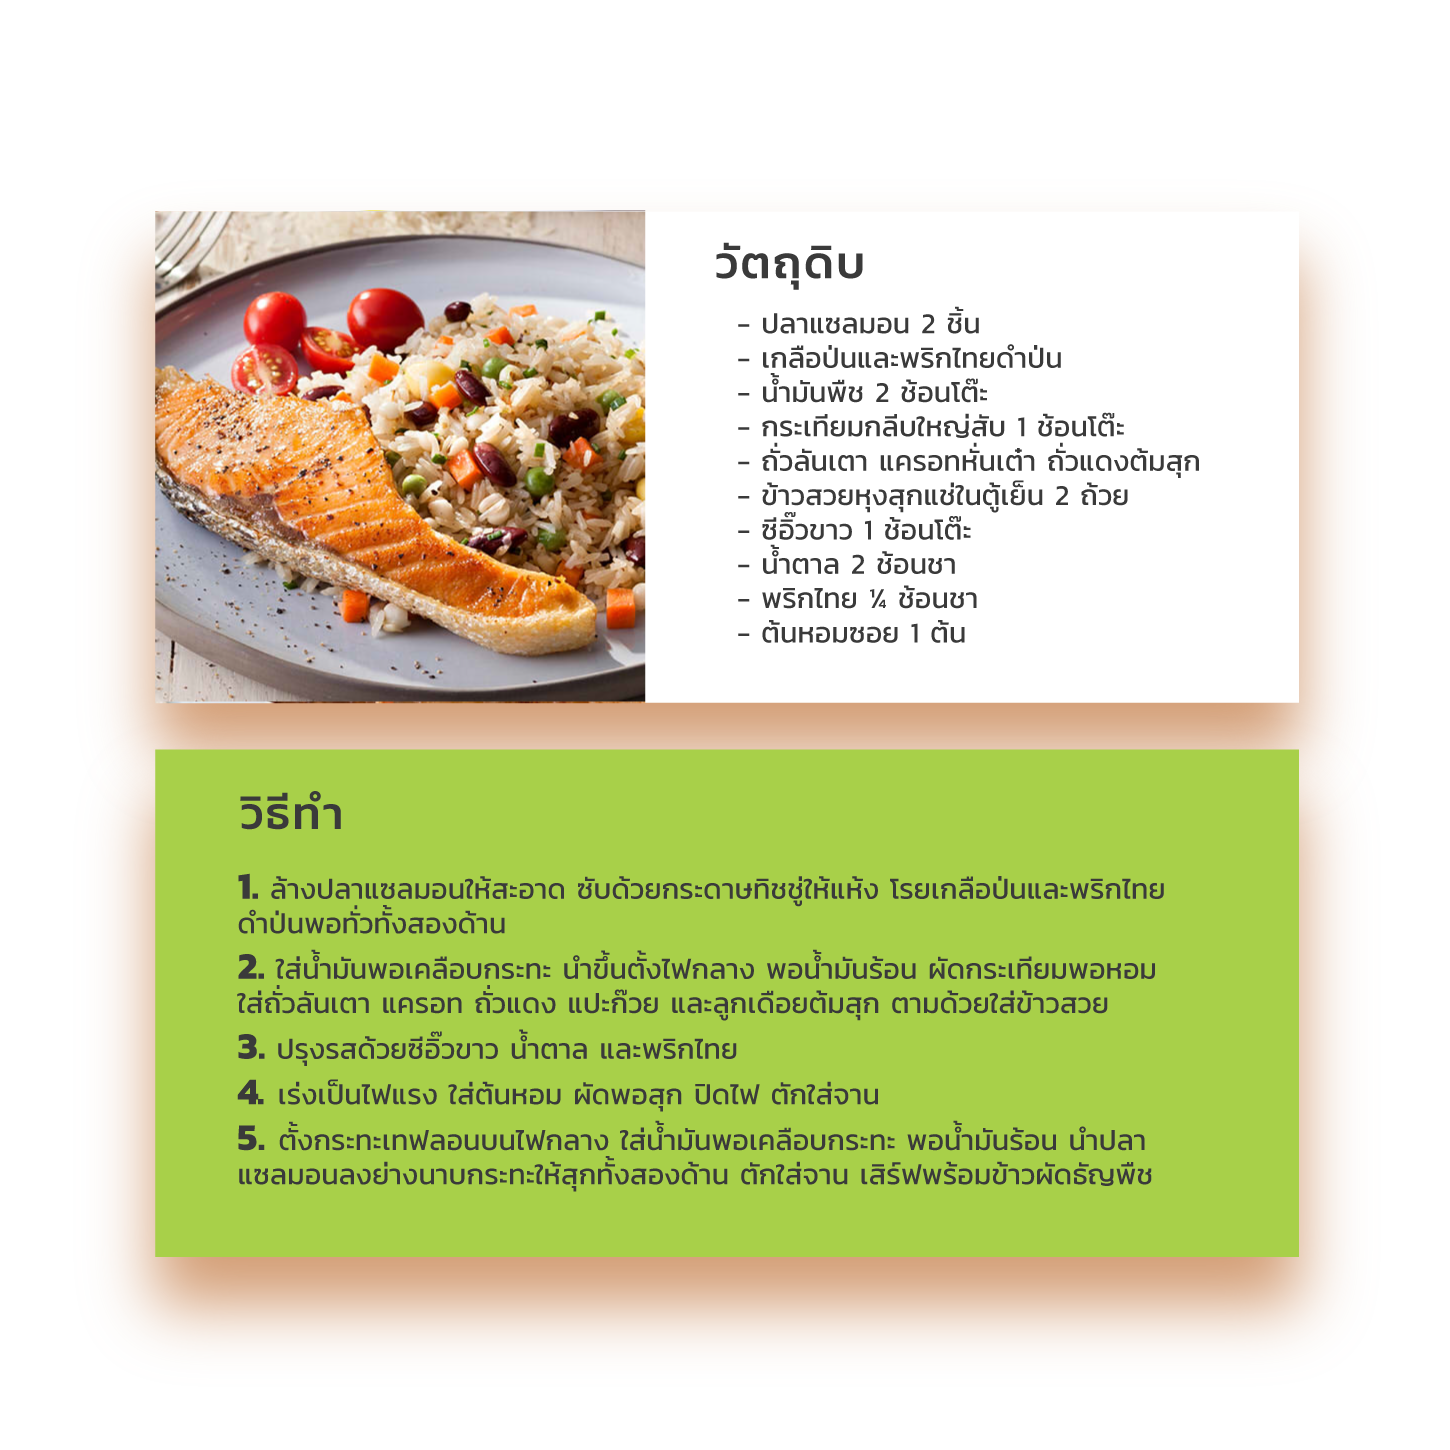 วัตถุดิบ
- ปลาแซลมอน 2 ชิ้น
- เกลือป่นและพริกไทยดำป่น
- น้ำมันพืช 2 ช้อนโต๊ะ
- กระเทียมกลีบใหญ่สับ 1 ช้อนโต๊ะ
- ถั่วลันเตา แครอทหั่นเต๋า ถั่วแดงต้มสุก
- ข้าวสวยหุงสุกแช่ในตู้เย็น 2 ถ้วย
- ซีอิ๊วขาว 1 ช้อนโต๊ะ
- น้ำตาล 2 ช้อนชา
- พริกไทย ¼ ช้อนชา
- ต้นหอมซอย 1 ต้น
วิธีทำ
1. ล้างปลาแซลมอนให้สะอาด ซับด้วยกระดาษทิชชู่ให้แห้ง โรยเกลือป่นและพริกไทย
ดำป่นพอทั่วทั้งสองด้าน
2. ใส่น้ำมันพอเคลือบกระทะ นำขึ้นตั้งไฟกลาง พอน้ำมันร้อน ผัดกระเทียมพอหอม
ใส่ถั่วลันเตา แครอท ถั่วแดง แปะก๊วย และลูกเดือยต้มสุก ตามด้วยใส่ข้าวสวย
3. ปรุงรสด้วยซีอิ๊วขาว น้ำตาล และพริกไทย
4. เร่งเป็นไฟแรง ใส่ต้นหอม ผัดพอสุก ปิดไฟ ตักใส่จาน
5. ตั้งกระทะเทฟลอนบนไฟกลาง ใส่น้ำมันพอเคลือบกระทะ พอน้ำมันร้อน นำปลา
แซลมอนลงย่างนาบกระทะให้สุกทั้งสองด้าน ตักใส่จาน เสิร์ฟพร้อมข้าวผัดธัญพืช